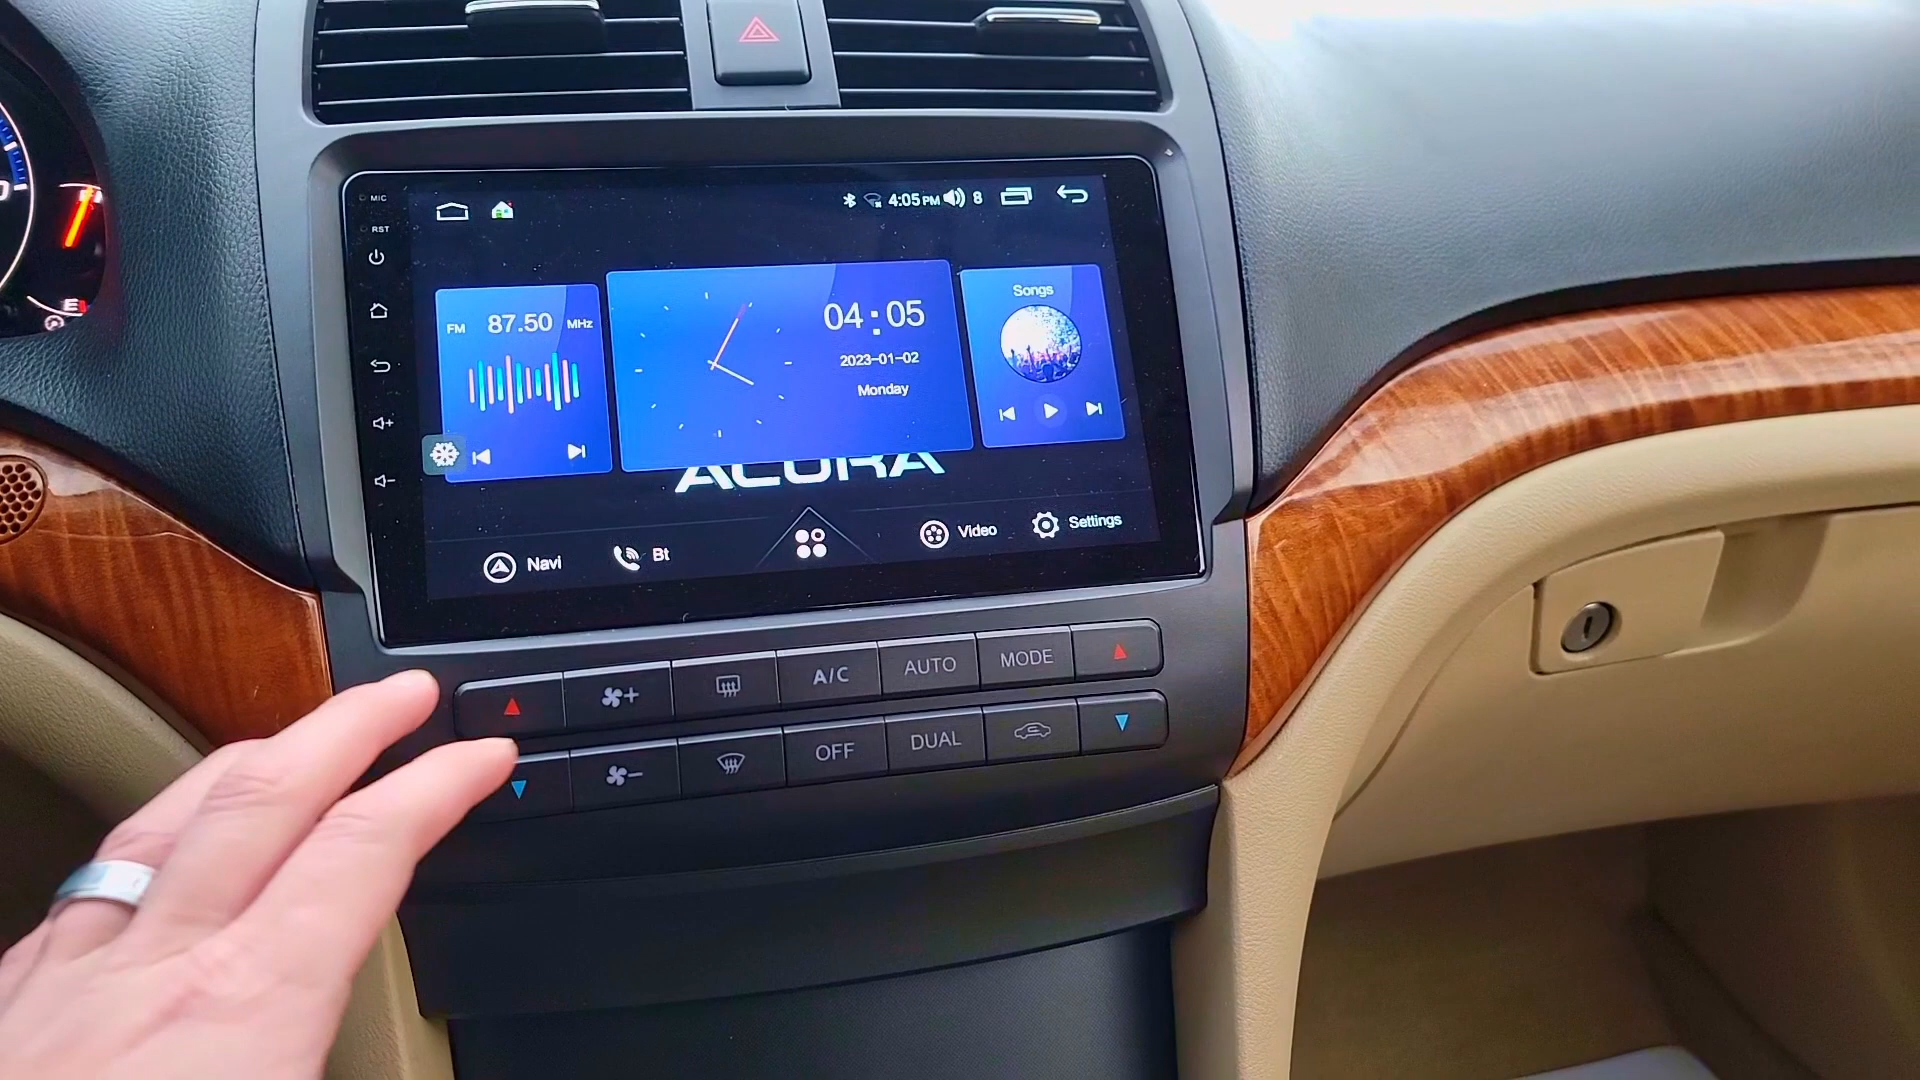 MIC
RST
4:05 PM 8
FM 87.50 MHz
04:05
2023-01-02
Monday
Songs
ACURA
Navi
Bt
Video
Settings
A/C
AUTO
MODE
OFF
DUAL
E
0